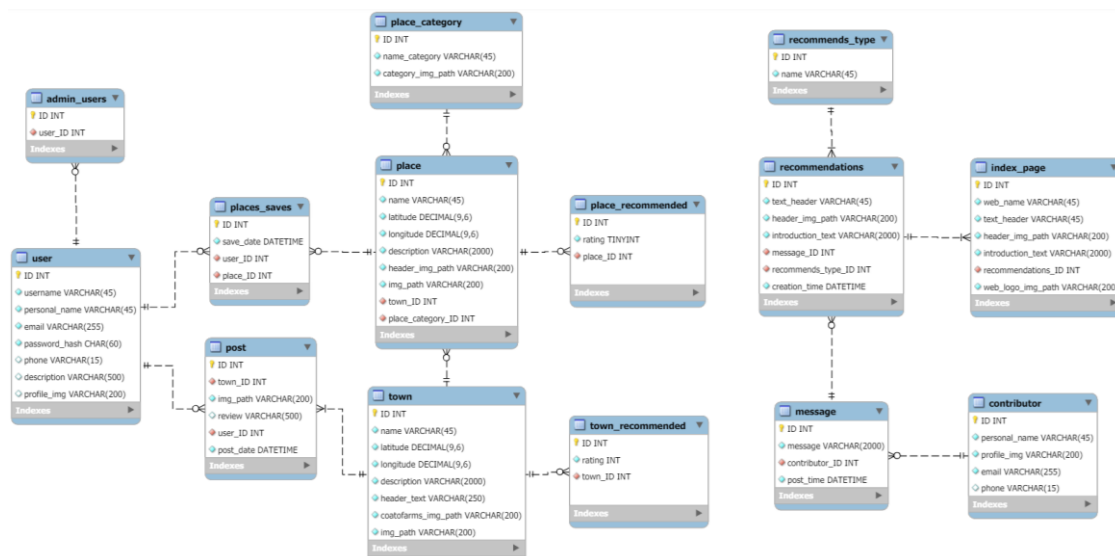 place_category
ID INT
name_category VARCHAR(45)
category_img_path VARCHAR(200)
Indexes
recommends_type
ID INT
name VARCHAR(45)
Indexes
admin_users
ID INT
user_ID INT
Indexes
places_saves
ID INT
save_date DATETIME
user_ID INT
place_ID INT
Indexes
place
ID INT
name VARCHAR(45)
latitude DECIMAL(9,6)
longitude DECIMAL(9,6)
description VARCHAR(2000)
header_img_path VARCHAR(200)
img_path VARCHAR(200)
town_ID INT
place_category_ID INT
Indexes
place_recommended
ID INT
rating TINYINT
place_ID INT
Indexes
recommendations
ID INT
text_header VARCHAR(45)
header_img_path VARCHAR(200)
introduction_text VARCHAR(2000)
message_ID INT
recommends_type_ID INT
creation_time DATETIME
Indexes
index_page
ID INT
web_name VARCHAR(45)
text_header VARCHAR(45)
header_img_path VARCHAR(200)
introduction_text VARCHAR(2000)
recommendations_ID INT
web_logo_img_path VARCHAR(200)
Indexes
user
ID INT
username VARCHAR(45)
personal_name VARCHAR(45)
email VARCHAR(255)
password_hash CHAR(60)
phone VARCHAR(15)
description VARCHAR(500)
profile_img VARCHAR(200)
Indexes
post
ID INT
town_ID INT
img_path VARCHAR(200)
review VARCHAR(500)
user_ID INT
post_date DATETIME
Indexes
town
ID INT
name VARCHAR(45)
latitude DECIMAL(9,6)
longitude DECIMAL(9,6)
description VARCHAR(2000)
header_text VARCHAR(250)
coatofarms_img_path VARCHAR(200)
img_path VARCHAR(200)
Indexes
town_recommended
ID INT
rating INT
town_ID INT
Indexes
message
ID INT
message VARCHAR(2000)
contributor_ID INT
post_time DATETIME
Indexes
contributor
ID INT
personal_name VARCHAR(45)
profile_img VARCHAR(200)
email VARCHAR(255)
phone VARCHAR(15)
Indexes